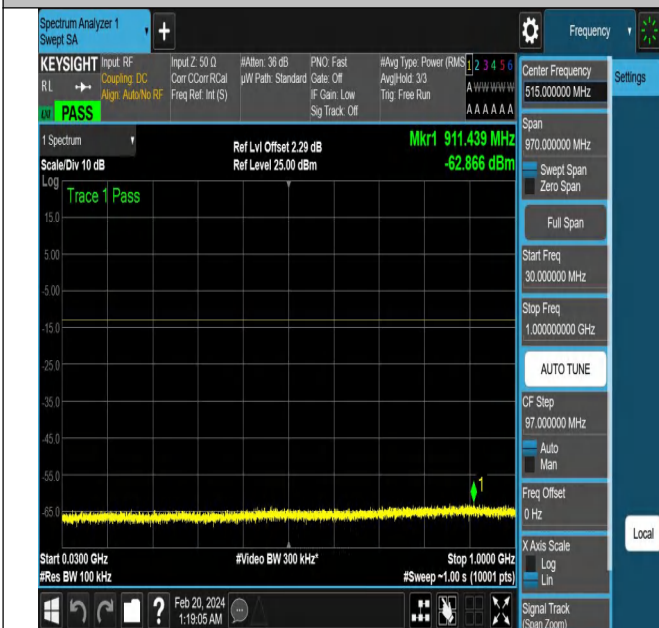 Spectrum Analyzer 1
Swept SA
+
Frequency
KEYSIGHT
RL
LXI
PASS
Input: RF
Coupling: DC
Align: Auto/No RF
Input Z: 50 Ω
Corr CCorr RCal
Freq Ref: Int (S)
#Atten: 36 dB
µW Path: Standard
PNO: Fast
Gate: Off
IF Gain: Low
Sig Track: Off
#Avg Type: Power (RMS
Avg|Hold: 3/3
Trig: Free Run
1 2 3 4 5 6
A W W W W W
A A A A A A
1 Spectrum
Scale/Div 10 dB
Ref Lvl Offset 2.29 dB
Ref Level 25.00 dBm
Mkr1 911.439 MHz
-62.866 dBm
Log
Trace 1 Pass
15.0
5.00
-5.00
-15.0
-25.0
-35.0
-45.0
-55.0
-65.0
1
Start 0.0300 GHz
#Res BW 100 kHz
#Video BW 300 kHz*
Stop 1.0000 GHz
#Sweep ~1.00 s (10001 pts)
?
Feb 20, 2024
1:19:05 AM
Center Frequency
515.000000 MHz
Span
970.000000 MHz
Swept Span
Zero Span
Full Span
Start Freq
30.000000 MHz
Stop Freq
1.000000000 GHz
AUTO TUNE
CF Step
97.000000 MHz
Auto
Man
Freq Offset
0 Hz
X Axis Scale
Log
Lin
Signal Track
(Span Zoom)
Settings
Local